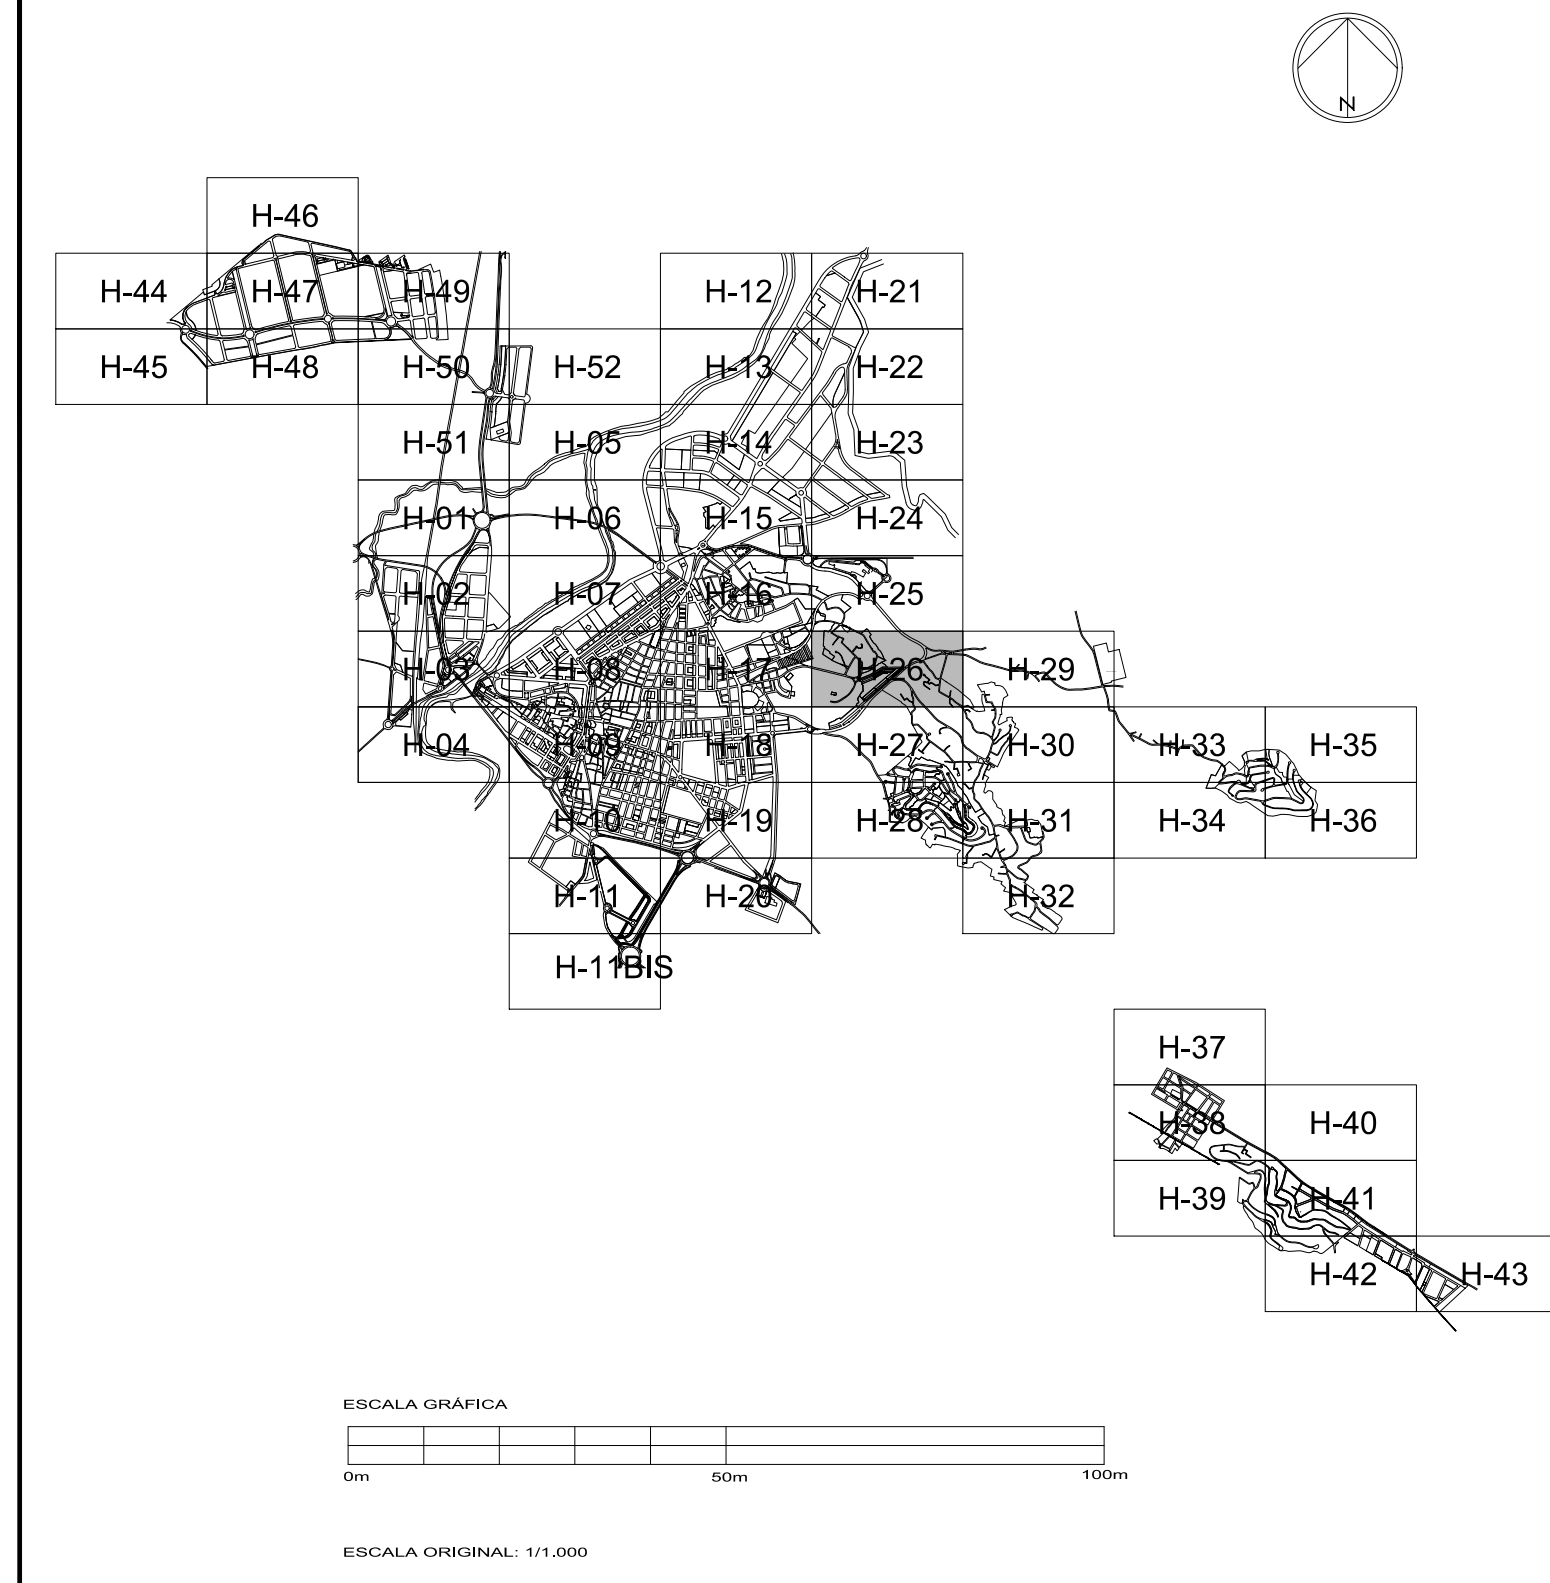 N
H-46
H-44 H-47 H-49 H-12 H-21
H-45 H-48 H-50 H-52 H-13 H-22
H-51 H-05 H-14 H-23
H-01 H-06 H-15 H-24
H-02 H-07 H-16 H-25
H-03 H-08 H-17 H-26 H-29
H-04 H-09 H-18 H-27 H-30 H-33 H-35
H-10 H-19 H-28 H-31 H-34 H-36
H-11 H-20 H-32
H-11BIS
H-37
H-38 H-40
H-39 H-41
H-42 H-43
ESCALA GRÁFICA
0m 50m 100m
ESCALA ORIGINAL: 1/1.000